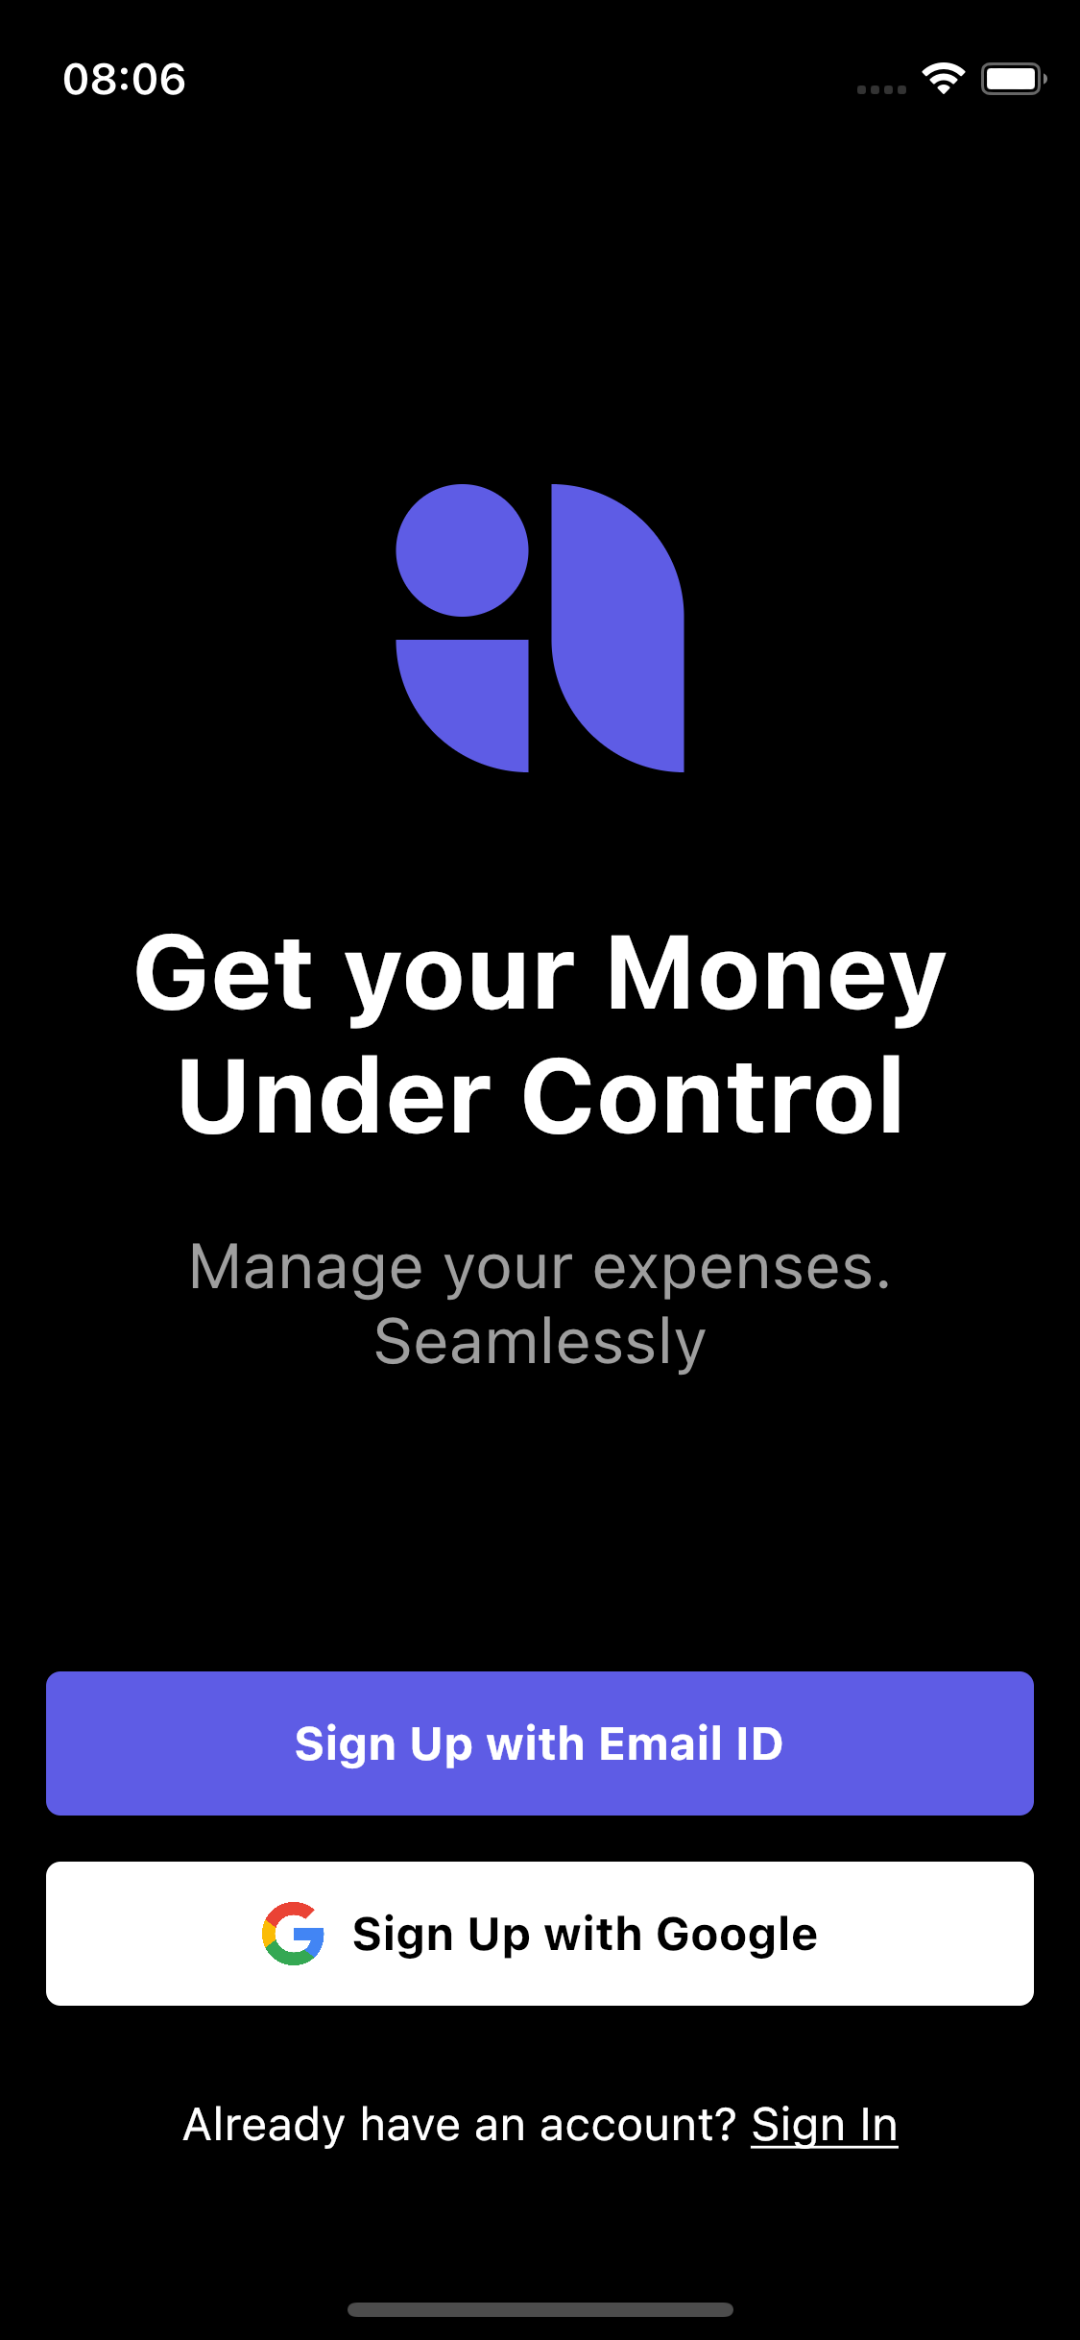 08:06
Get your Money
Under Control
Manage your expenses.
Seamlessly
Sign Up with Email ID
Sign Up with Google
Already have an account? Sign In